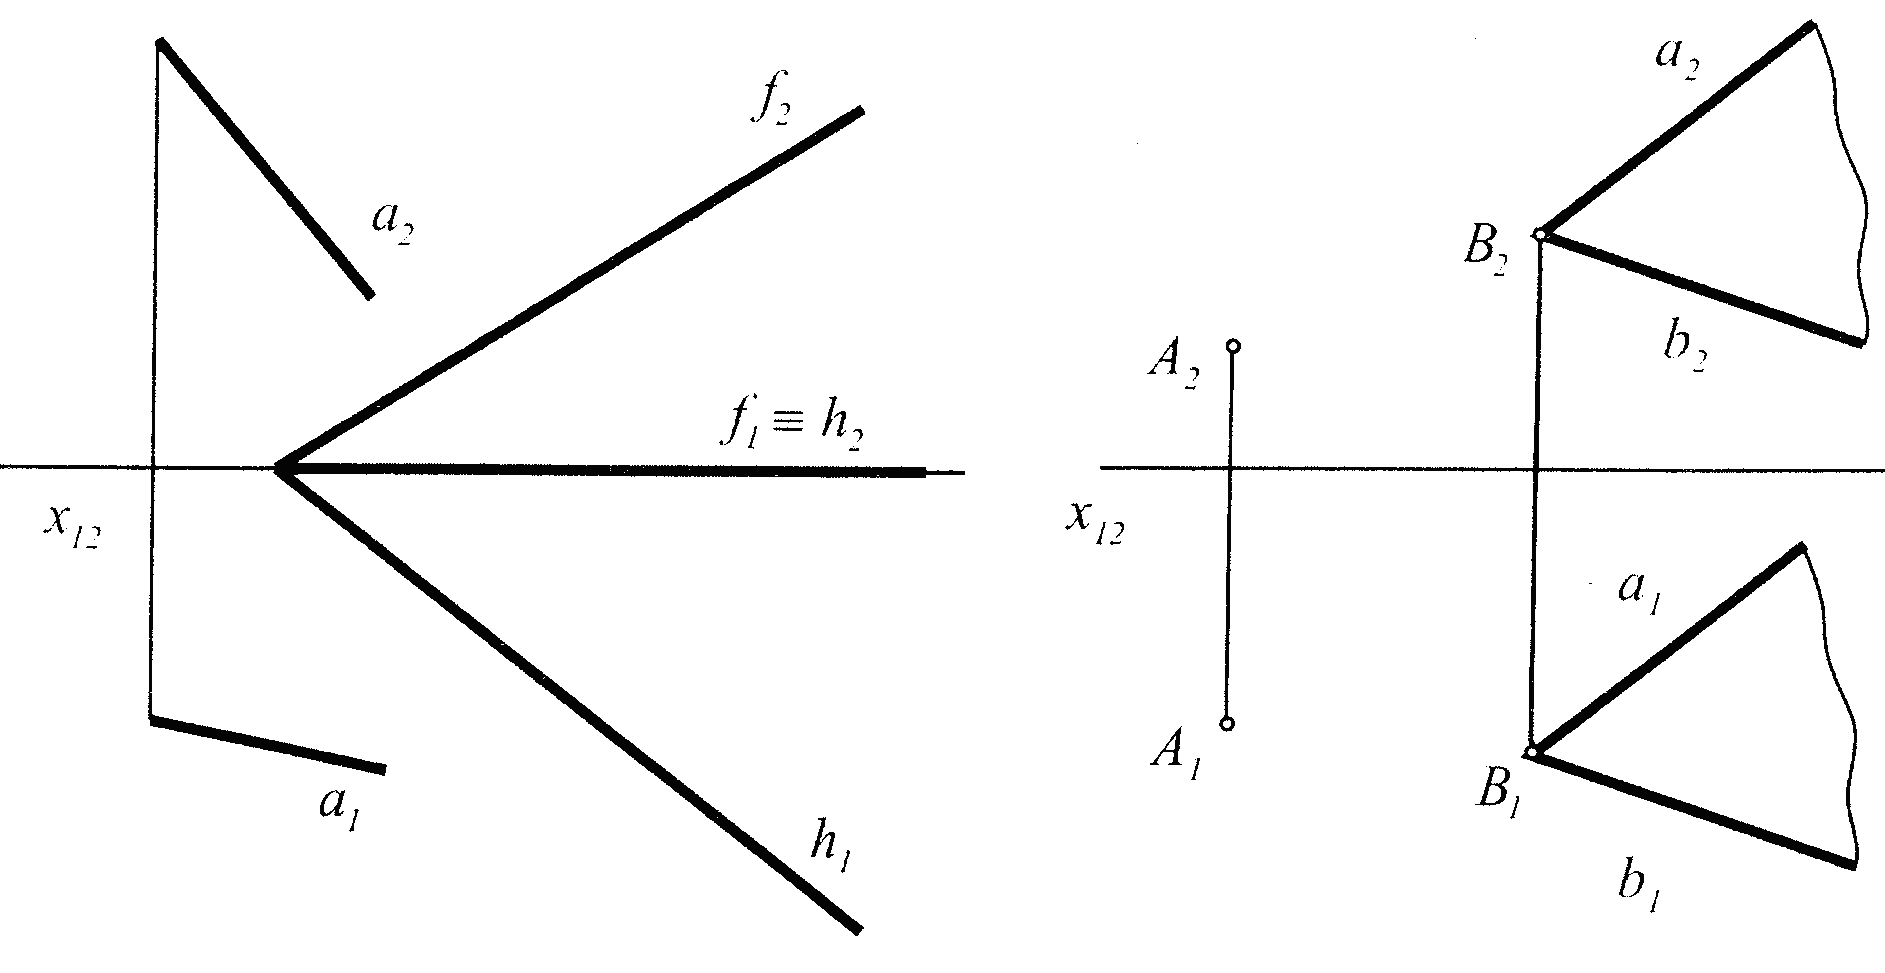 f₂
a₂
f₁ ≡ h₂
x₁₂
a₁
h₁
a₂
B₂
b₂
A₂
x₁₂
a₁
A₁
B₁
b₁